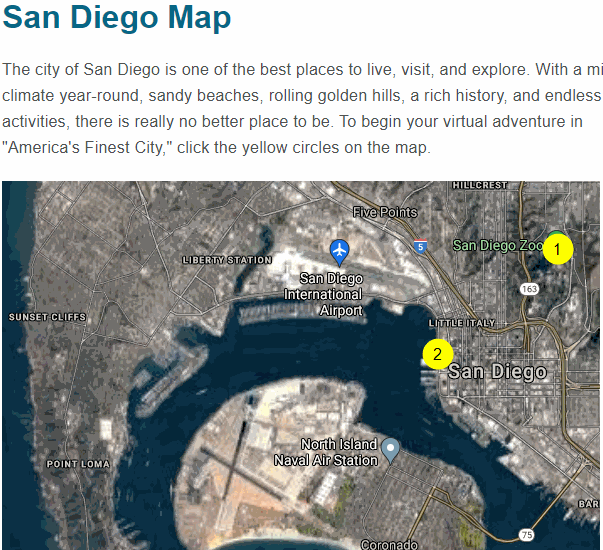 San Diego Map
The city of San Diego is one of the best places to live, visit, and explore. With a mi
climate year-round, sandy beaches, rolling golden hills, a rich history, and endless
activities, there is really no better place to be. To begin your virtual adventure in
"America's Finest City," click the yellow circles on the map.
HILLCREST
Five Points
5
San Diego Zoo
1
LIBERTY STATION
San Diego
International
Airport
163
SUNSET CLIFFS
LITTLE ITALY
2
San Diego
North Island
Naval Air Station
POINT LOMA
BAR
75
Coronado